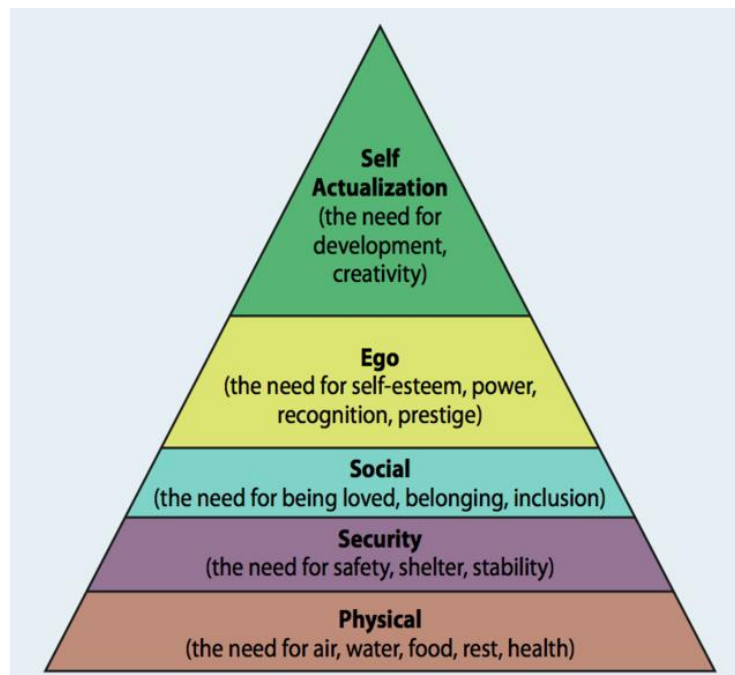 Self
Actualization
(the need for
development,
creativity)
Ego
(the need for self-esteem, power,
recognition, prestige)
Social
(the need for being loved, belonging, inclusion)
Security
(the need for safety, shelter, stability)
Physical
(the need for air, water, food, rest, health)